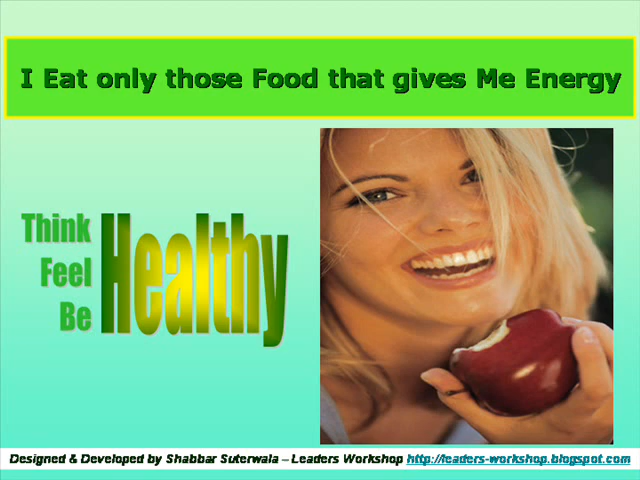 I Eat only those Food that gives Me Energy
Think
Feel
Be
Healthy
Designed & Developed by Shabbar Suterwala – Leaders Workshop http://leaders-workshop.blogspot.com